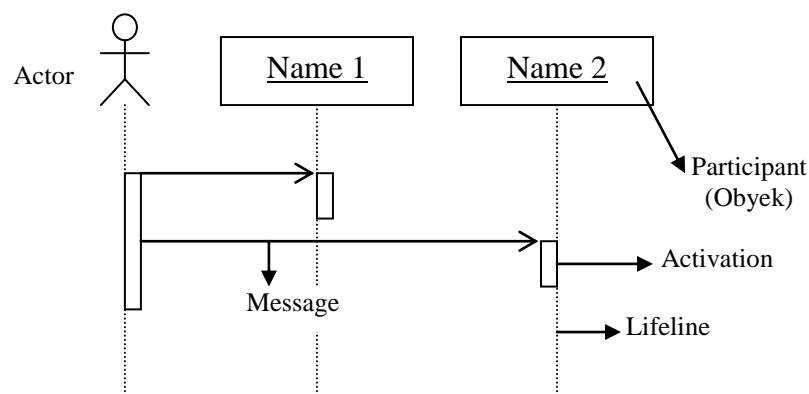 Actor
Name 1
Name 2
Participant
(Obyek)
Activation
Message
Lifeline